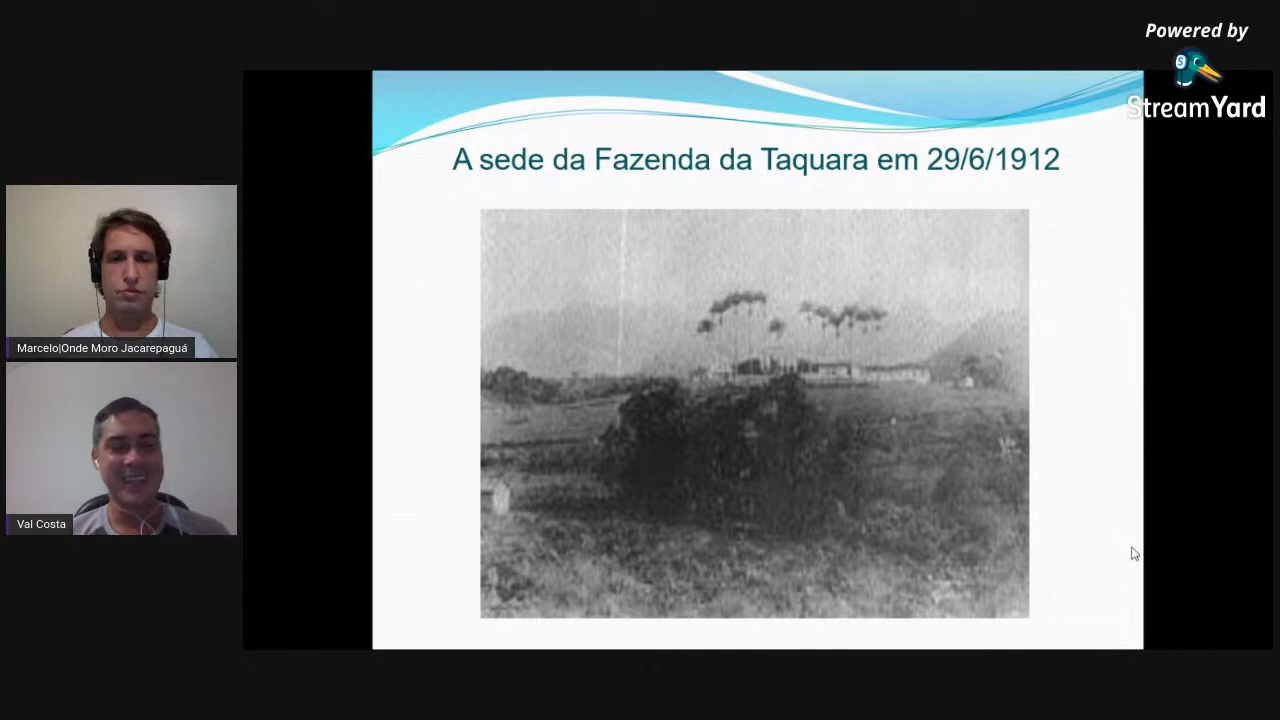 Powered by
StreamYard
A sede da Fazenda da Taquara em 29/6/1912
Marcelo|Onde Moro Jacarepaguá
Val Costa